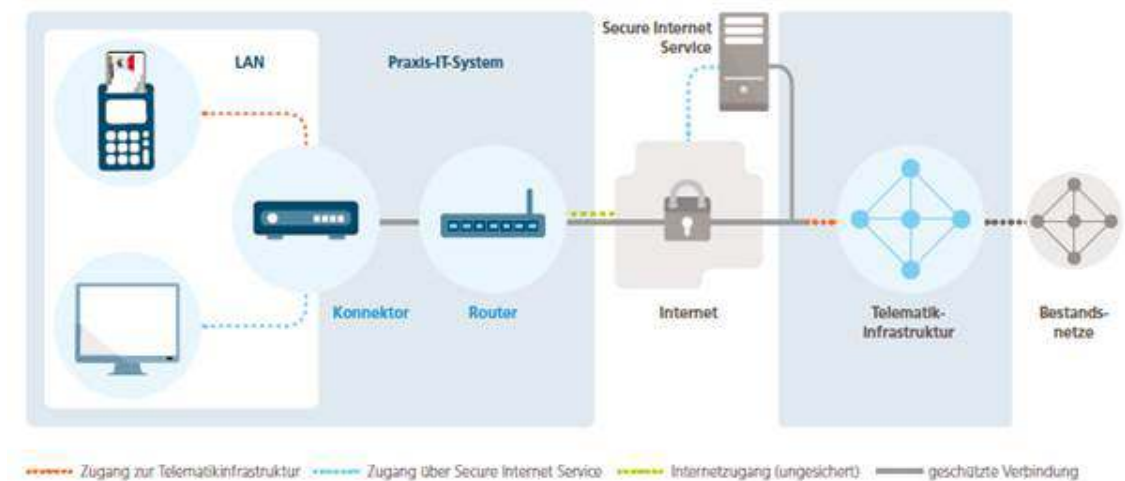 Secure Internet
Service
LAN
Praxis-IT-System
Konnektor
Router
Internet
Telematik-
Infrastruktur
Bestands-
netze
Zugang zur Telematikinfrastruktur
Zugang über Secure Internet Service
Internetzugang (ungesichert)
geschützte Verbindung